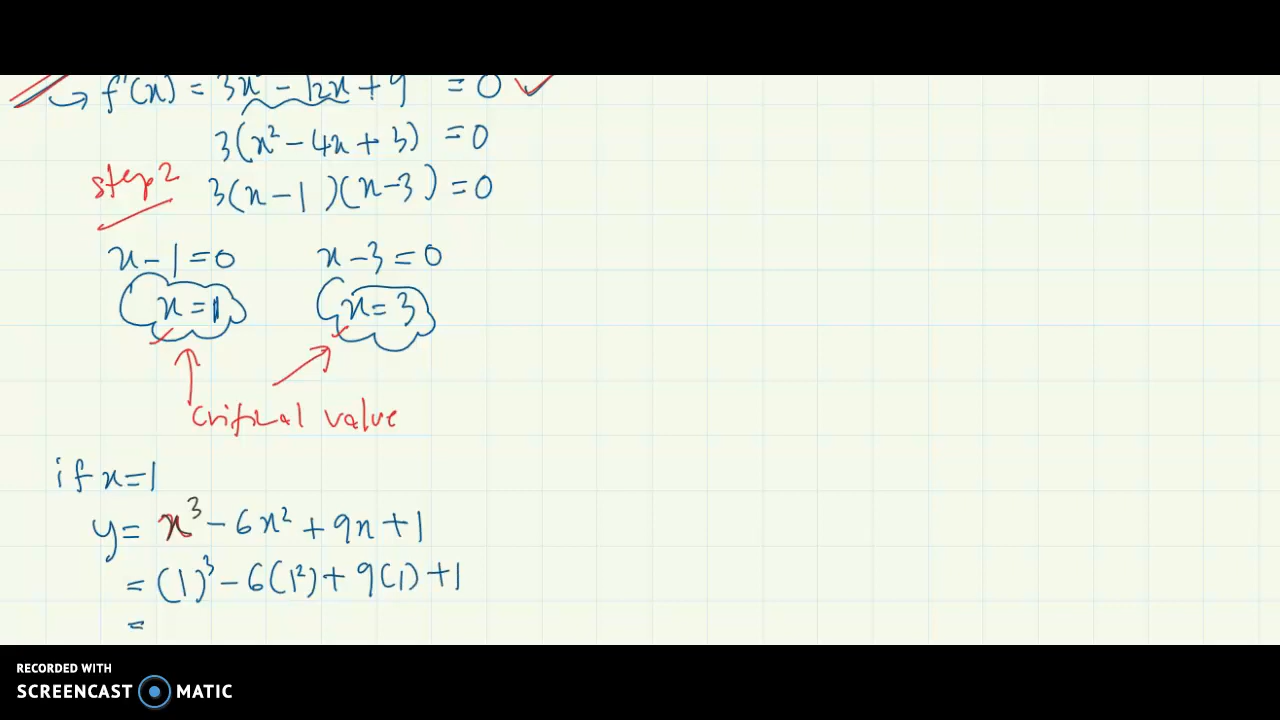 f'(x) = 3x² - 12x + 9 = 0
3(x² - 4x + 3) = 0
step 2
3(x - 1)(x - 3) = 0
x - 1 = 0 x - 3 = 0
x = 1 x = 3
critical value
if x = 1
y = x³ - 6x² + 9x + 1
= (1)³ - 6(1²) + 9(1) + 1
=
RECORDED WITH
SCREENCAST MATIC